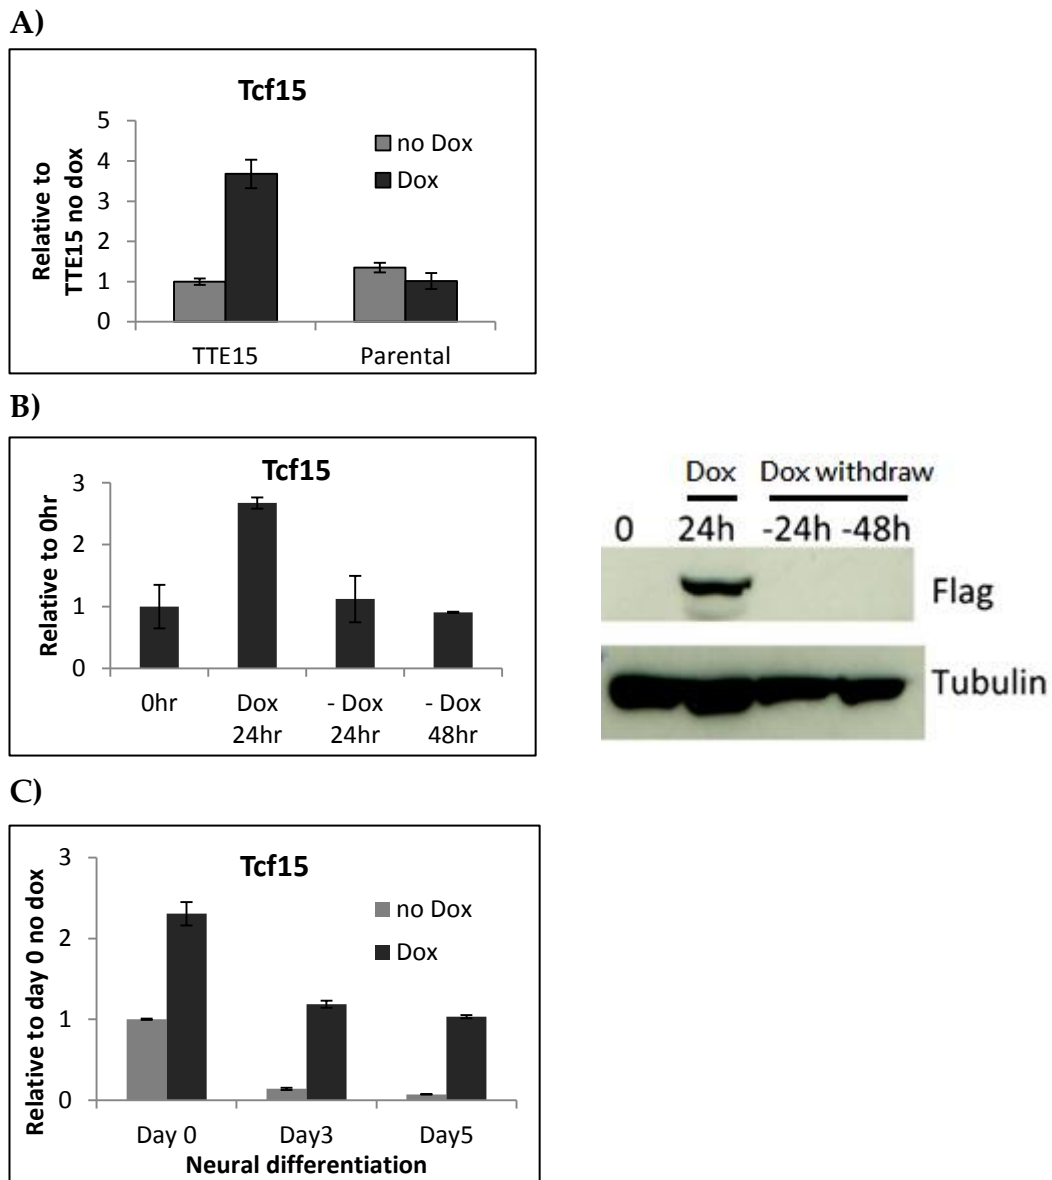 A)
Tcf15
Relative to
TTE15 no dox
5
4
3
2
1
0
no Dox
Dox
TTE15 Parental
B)
Tcf15
Relative to 0hr
3
2
1
0
0hr Dox - Dox - Dox
24hr 24hr 48hr
Dox Dox withdraw
0 24h -24h -48h
Flag
Tubulin
C)
Tcf15
Relative to day 0 no dox
3
2
1
0
no Dox
Dox
Day 0 Day3 Day5
Neural differentiation